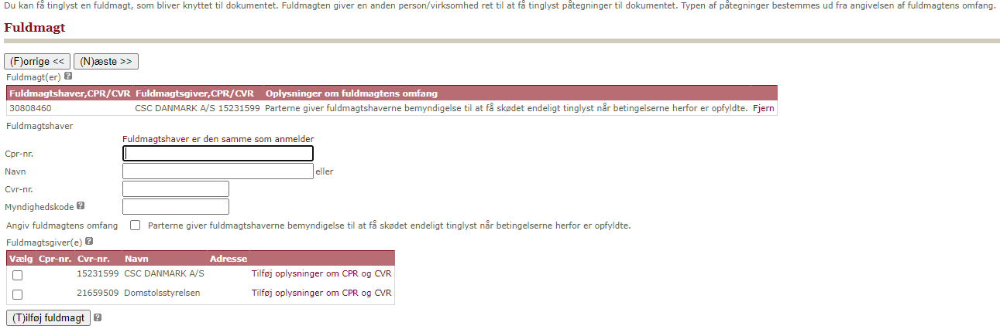 Du kan få tinglyst en fuldmagt, som bliver knyttet til dokumentet. Fuldmagten giver en anden person/virksomhed ret til at få tinglyst påtegninger til dokumentet. Typen af påtegninger bestemmes ud fra angivelsen af fuldmagtens omfang.
Fuldmagt
(F)orrige << (N)æste >>
Fuldmagt(er) ?
Fuldmagtshaver,CPR/CVR Fuldmagtsgiver,CPR/CVR Oplysninger om fuldmagtens omfang
30808460 CSC DANMARK A/S 15231599 Parterne giver fuldmagtshaverne bemyndigelse til at få skødet endeligt tinglyst når betingelserne herfor er opfyldte. Fjern
Fuldmagtshaver
Fuldmagtshaver er den samme som anmelder
Cpr-nr.
Navn eller
Cvr-nr.
Myndighedskode ?
Angiv fuldmagtens omfang Parterne giver fuldmagtshaverne bemyndigelse til at få skødet endeligt tinglyst når betingelserne herfor er opfyldte.
Fuldmagtsgiver(e) ?
Vælg Cpr-nr. Cvr-nr. Navn Adresse
15231599 CSC DANMARK A/S Tilføj oplysninger om CPR og CVR
21659509 Domstolsstyrelsen Tilføj oplysninger om CPR og CVR
(T)ilføj fuldmagt ?